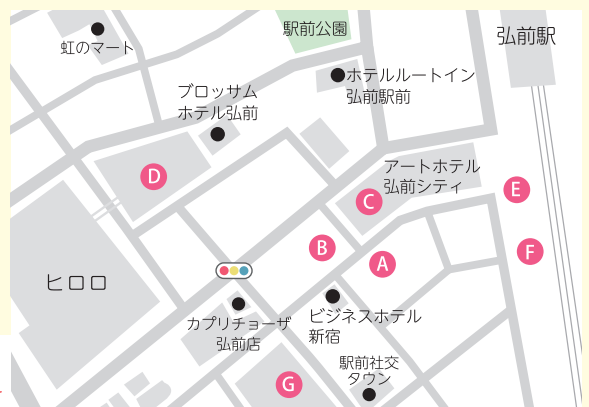 駅前公園
弘前駅
虹のマート
ホテルルートイン
弘前駅前
ブロッサム
ホテル弘前
D
アートホテル
弘前シティ
C
E
B
A
F
ヒロロ
カプリチョーザ
弘前店
ビジネスホテル
新宿
駅前社交
タウン
G